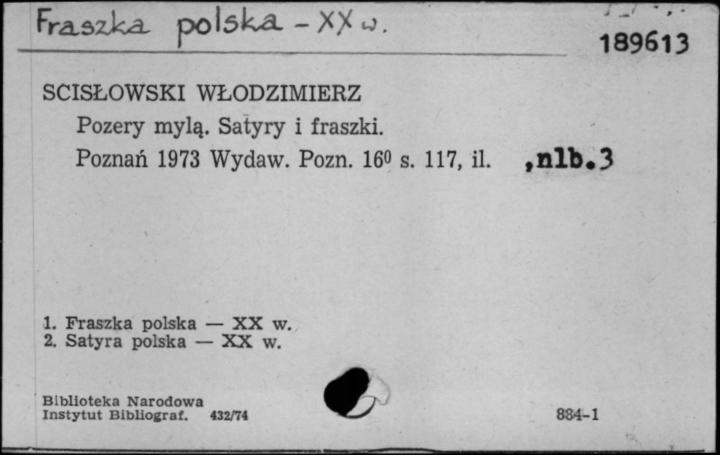 Fraszka polska - XX w.
189613
SCISŁOWSKI WŁODZIMIERZ
Pozery mylą. Satyry i fraszki.
Poznań 1973 Wydaw. Pozn. 16⁰ s. 117, il. ,nlb.3
1. Fraszka polska — XX w.
2. Satyra polska — XX w.
Biblioteka Narodowa
Instytut Bibliograf. 432/74
884-1